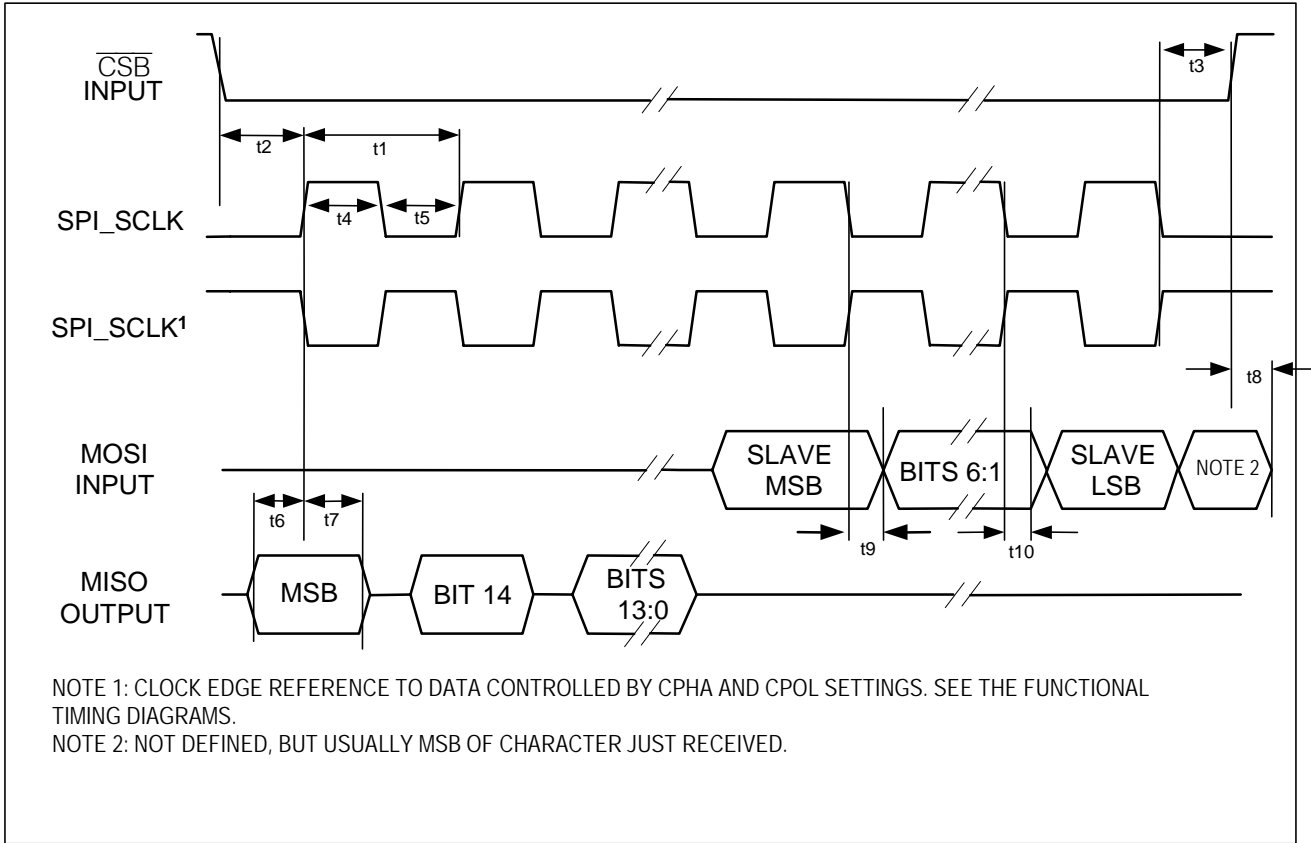 CSB
INPUT
t3
t2
t1
SPI_SCLK
t4
t5
SPI_SCLK1
t8
MOSI
INPUT
SLAVE
MSB
BITS 6:1
SLAVE
LSB
NOTE 2
t6
t7
t9
t10
MISO
OUTPUT
MSB
BIT 14
BITS
13:0
NOTE 1: CLOCK EDGE REFERENCE TO DATA CONTROLLED BY CPHA AND CPOL SETTINGS. SEE THE FUNCTIONAL
TIMING DIAGRAMS.
NOTE 2: NOT DEFINED, BUT USUALLY MSB OF CHARACTER JUST RECEIVED.